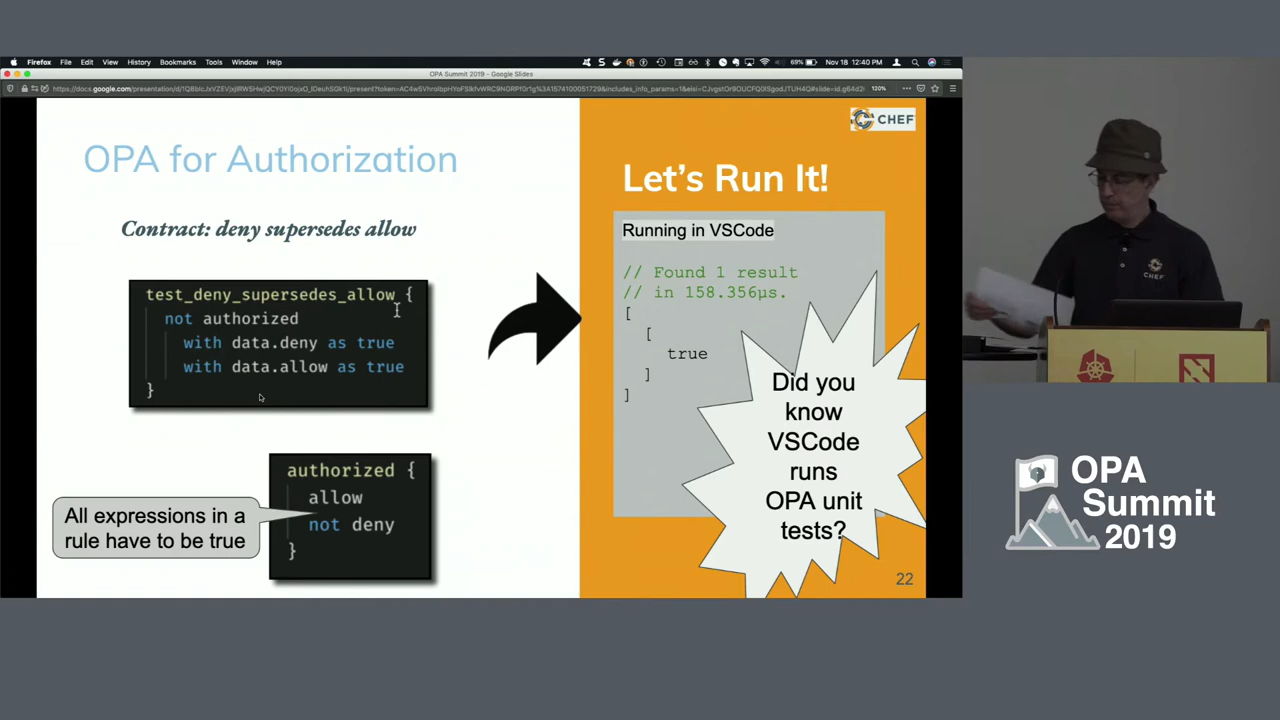 Firefox File Edit View History Bookmarks Tools Window Help
69% Nov 18 12:40 PM
OPA Summit 2019 - Google Slides
120%
CHEF
OPA for Authorization
Contract: deny supersedes allow
test_deny_supersedes_allow {
not authorized
with data.deny as true
with data.allow as true
}
authorized {
allow
not deny
}
All expressions in a
rule have to be true
Let's Run It!
Running in VSCode
// Found 1 result
// in 158.356µs.
[
[
true
]
]
Did you
know
VSCode
runs
OPA unit
tests?
22
CHEF
OPA
Summit
2019